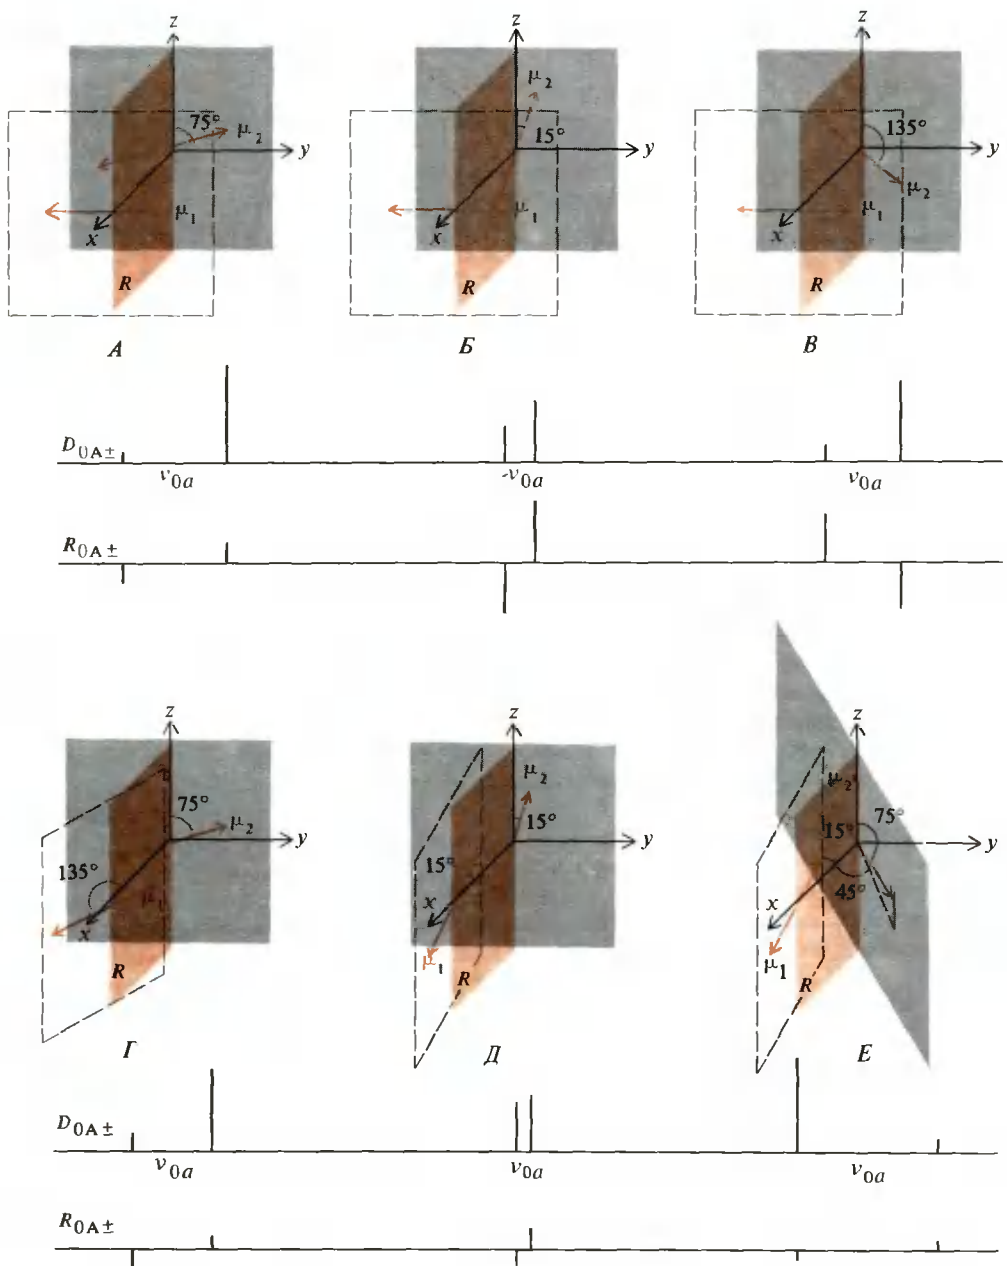 z z z
75° μ₂ y
μ₁
x
R
μ₂
15° y
μ₁
x
R
135°
y
μ₁ μ₂
x
R
А Б В
D₀A±
ν₀a -ν₀a ν₀a
R₀A±
z z z
75° μ₂ y
135°
μ₁
x
R
μ₂
15° y
15°
x
μ₁ R
μ₂ 75°
15° y
45°
x
μ₁ R
Г Д Е
D₀A±
ν₀a ν₀a ν₀a
R₀A±